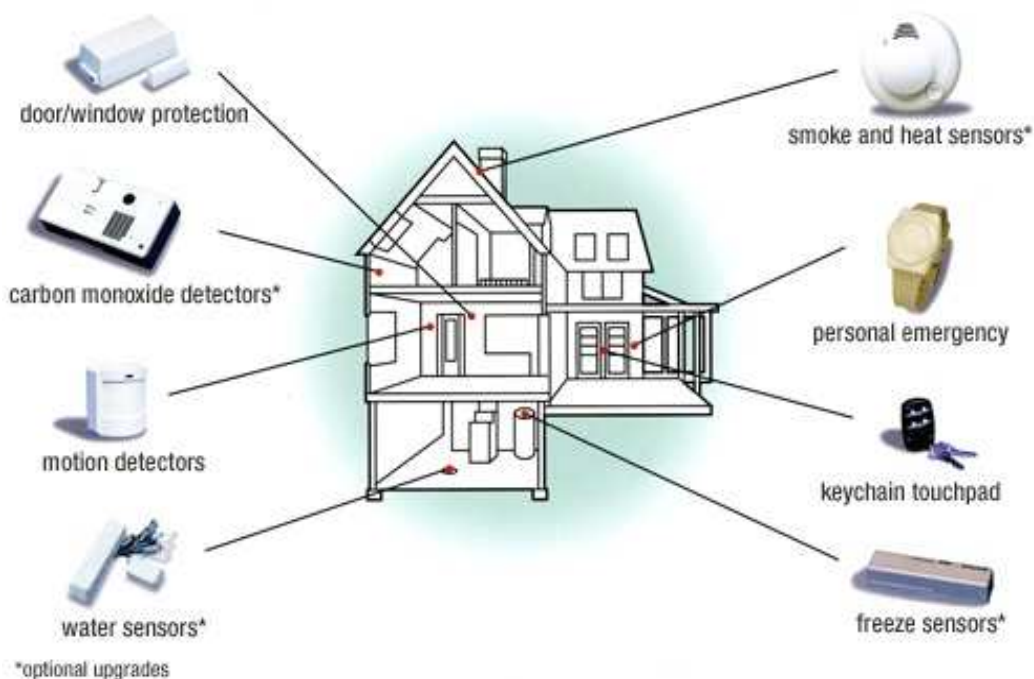 door/window protection
carbon monoxide detectors*
motion detectors
water sensors*
*optional upgrades
smoke and heat sensors*
personal emergency
keychain touchpad
freeze sensors*